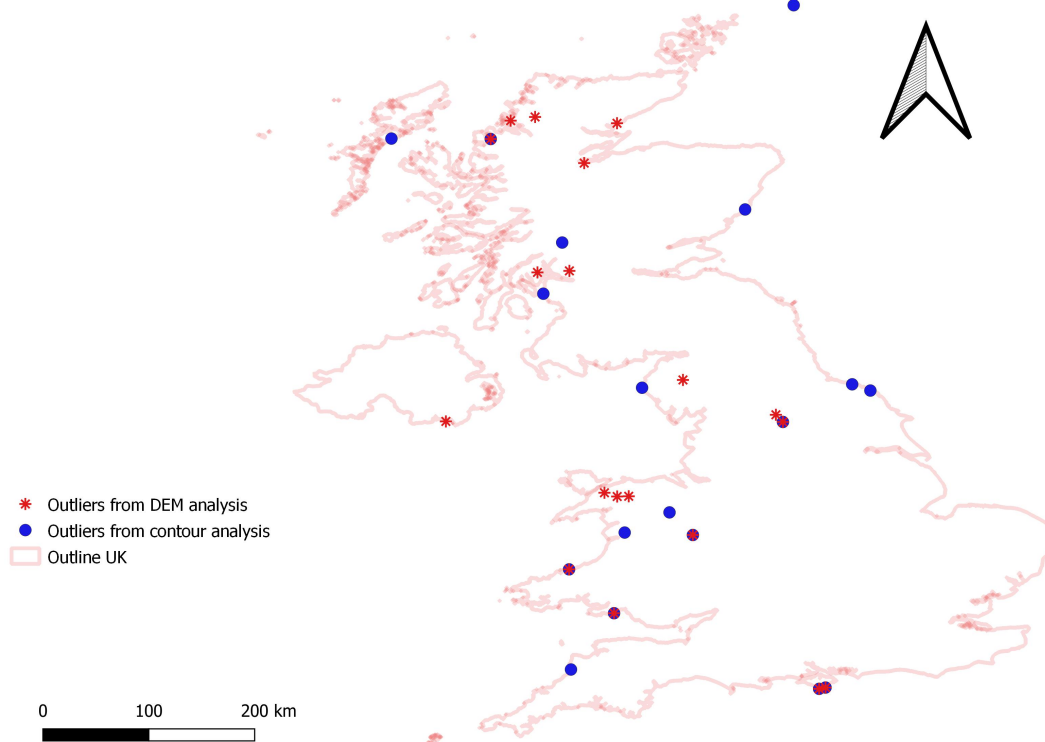 Outliers from DEM analysis
Outliers from contour analysis
Outline UK
0 100 200 km